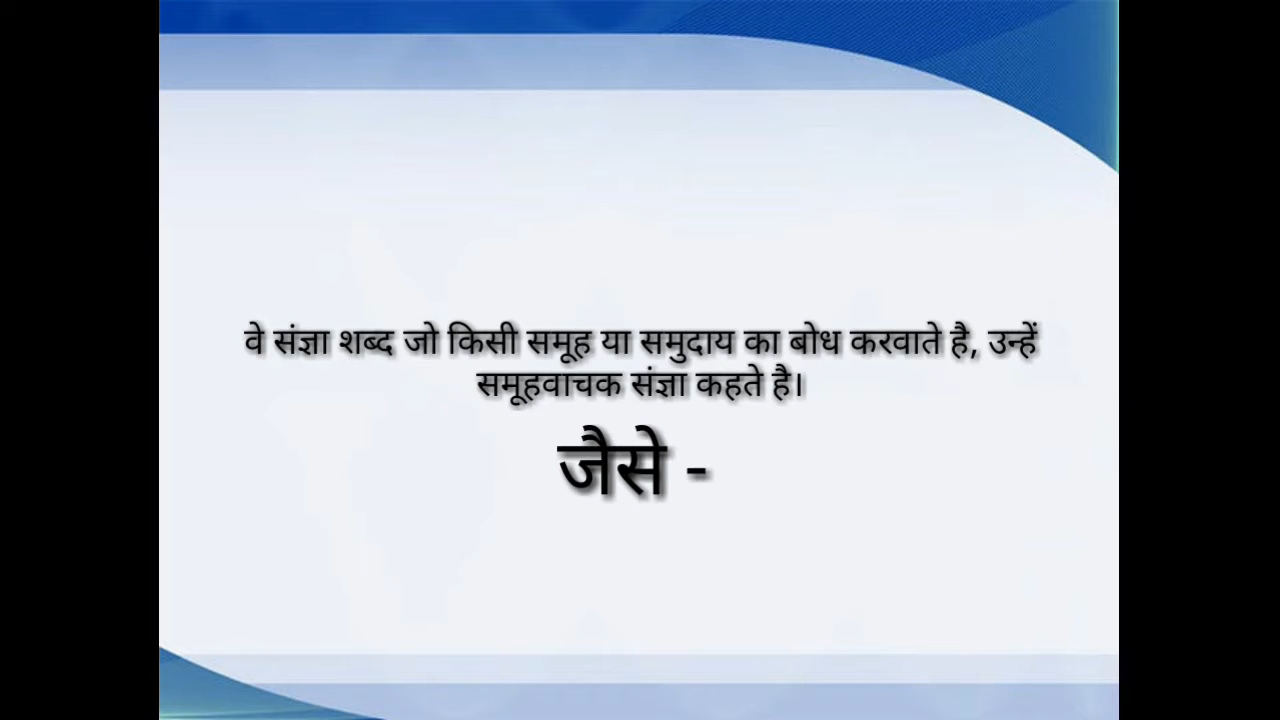 वे संज्ञा शब्द जो किसी समूह या समुदाय का बोध करवाते है, उन्हें
समूहवाचक संज्ञा कहते है।
जैसे -